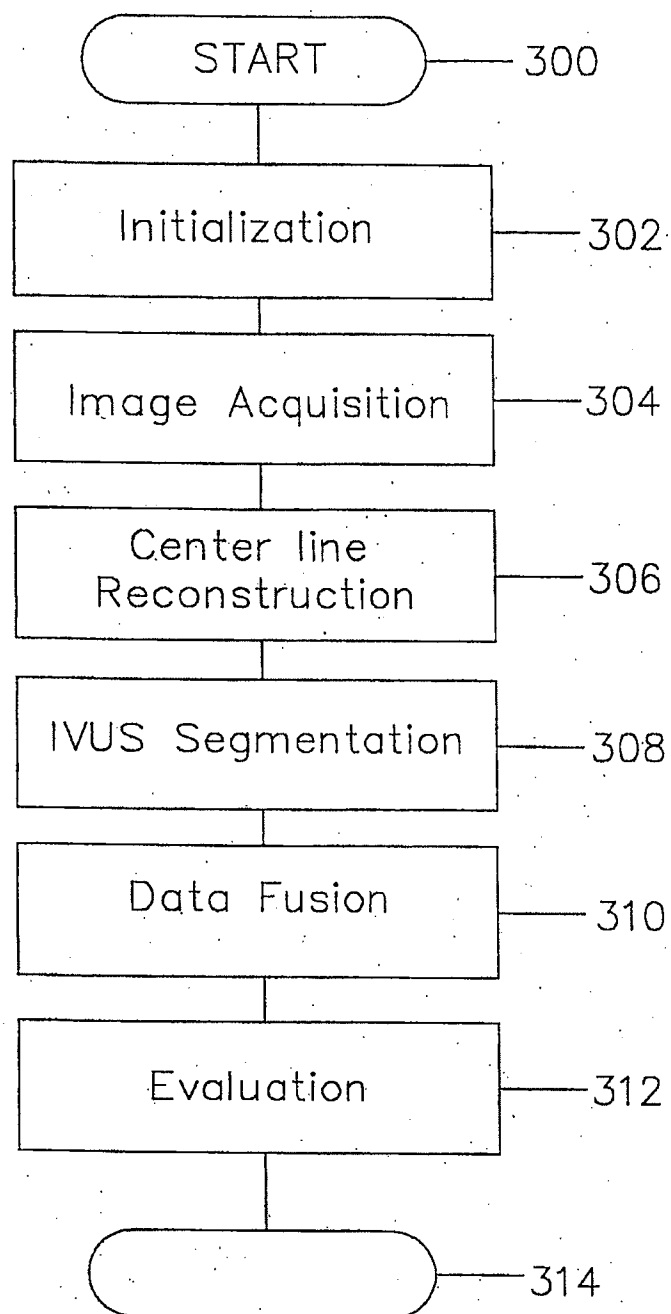 START 300
Initialization 302
Image Acquisition 304
Center line
Reconstruction 306
IVUS Segmentation 308
Data Fusion 310
Evaluation 312
314